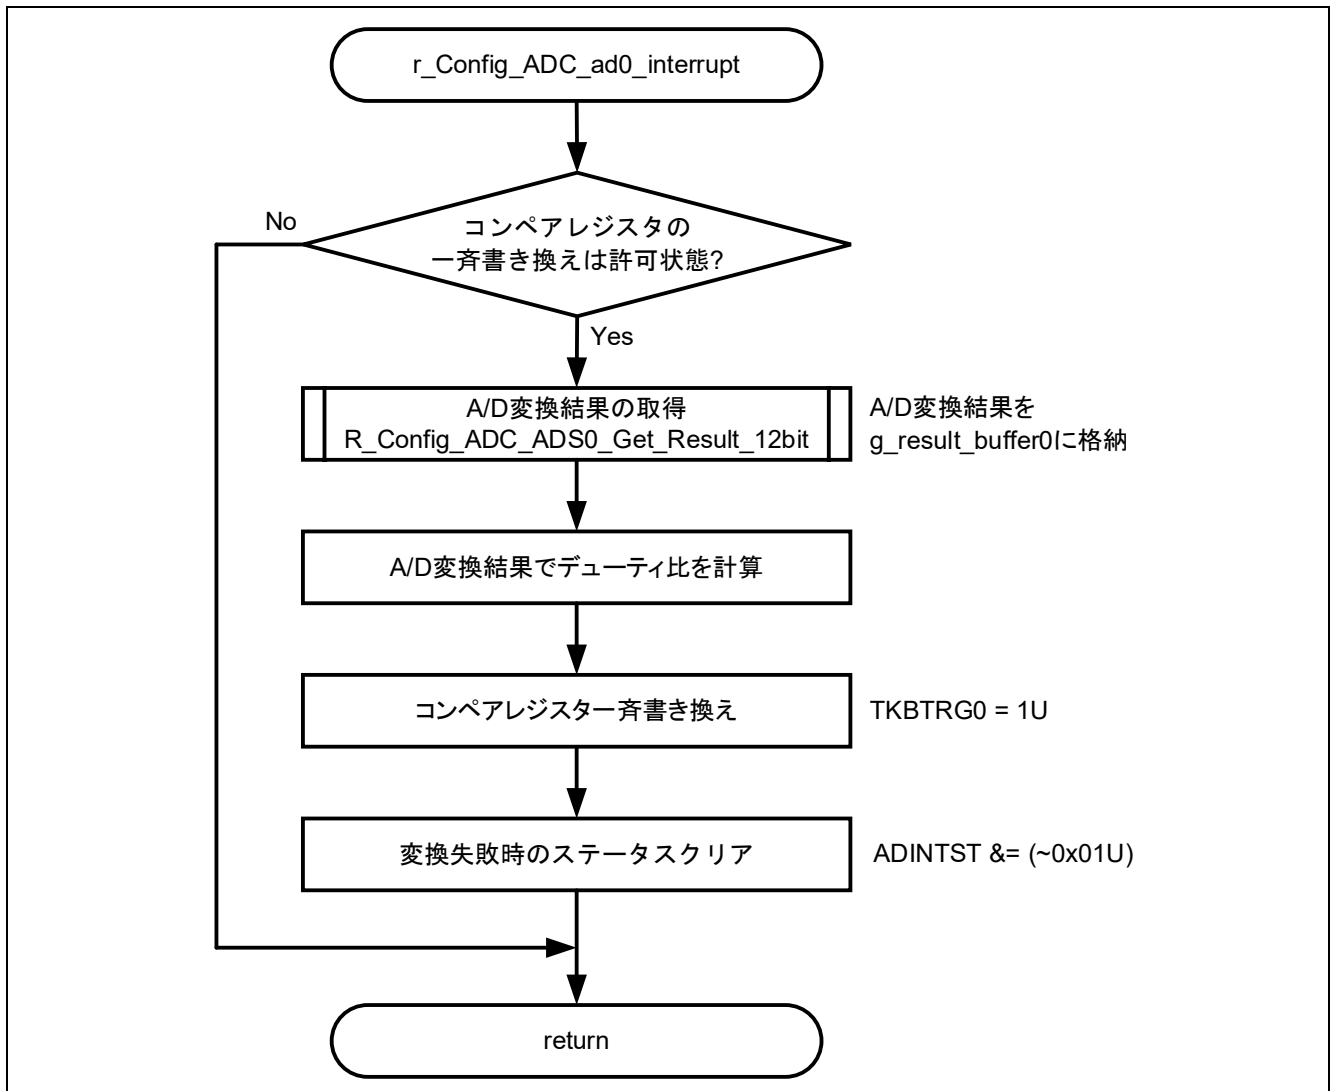 r_Config_ADC_ad0_interrupt
コンペアレジスタの
一斉書き換えは許可状態?
No
Yes
A/D変換結果の取得
R_Config_ADC_ADS0_Get_Result_12bit
A/D変換結果を
g_result_buffer0に格納
A/D変換結果でデューティ比を計算
コンペアレジスタ一斉書き換え
TKBTRG0 = 1U
変換失敗時のステータスクリア
ADINTST &= (~0x01U)
return